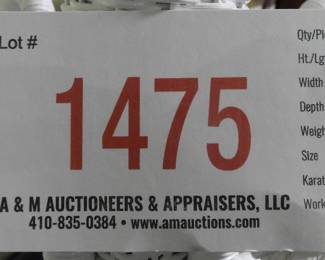 Lot #
1475
A & M AUCTIONEERS & APPRAISERS, LLC
410-835-0384 • www.amauctions.com
Qty/Pi
Ht./Lg
Width
Depth
Weigh
Size
Karat
Work